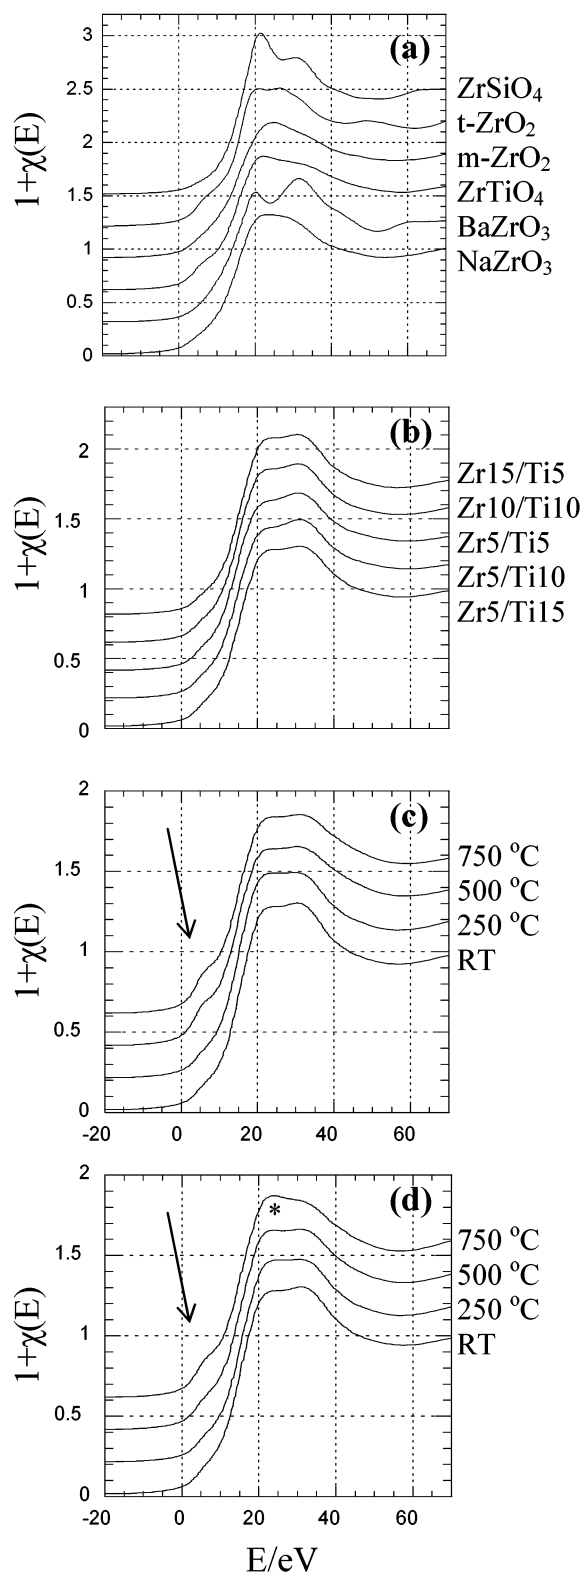 (a)
3
2.5
2
1.5
1
0.5
0
1+χ(E)
ZrSiO4
t-ZrO2
m-ZrO2
ZrTiO4
BaZrO3
NaZrO3
(b)
2
1.5
1
0.5
0
1+χ(E)
Zr15/Ti5
Zr10/Ti10
Zr5/Ti5
Zr5/Ti10
Zr5/Ti15
(c)
2
1.5
1
0.5
0
1+χ(E)
750 °C
500 °C
250 °C
RT
-20 0 20 40 60
(d)
2
1.5
1
0.5
0
1+χ(E)
*
750 °C
500 °C
250 °C
RT
-20 0 20 40 60
E/eV